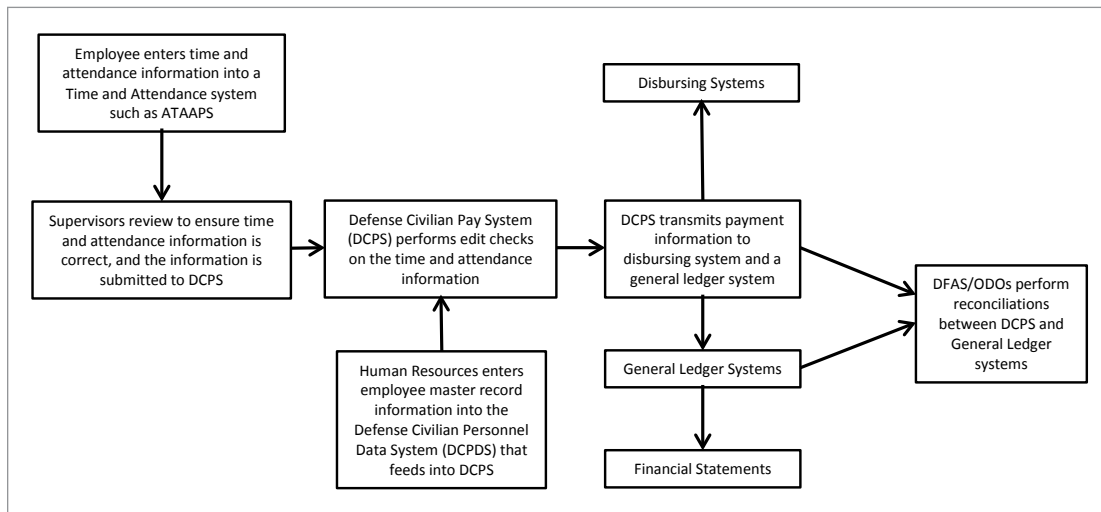 Employee enters time and
attendance information into a
Time and Attendance system
such as ATAAPS
Supervisors review to ensure time
and attendance information is
correct, and the information is
submitted to DCPS
Defense Civilian Pay System
(DCPS) performs edit checks
on the time and attendance
information
Human Resources enters
employee master record
information into the
Defense Civilian Personnel
Data System (DCPDS) that
feeds into DCPS
Disbursing Systems
DCPS transmits payment
information to
disbursing system and a
general ledger system
General Ledger Systems
Financial Statements
DFAS/ODOs perform
reconciliations
between DCPS and
General Ledger
systems